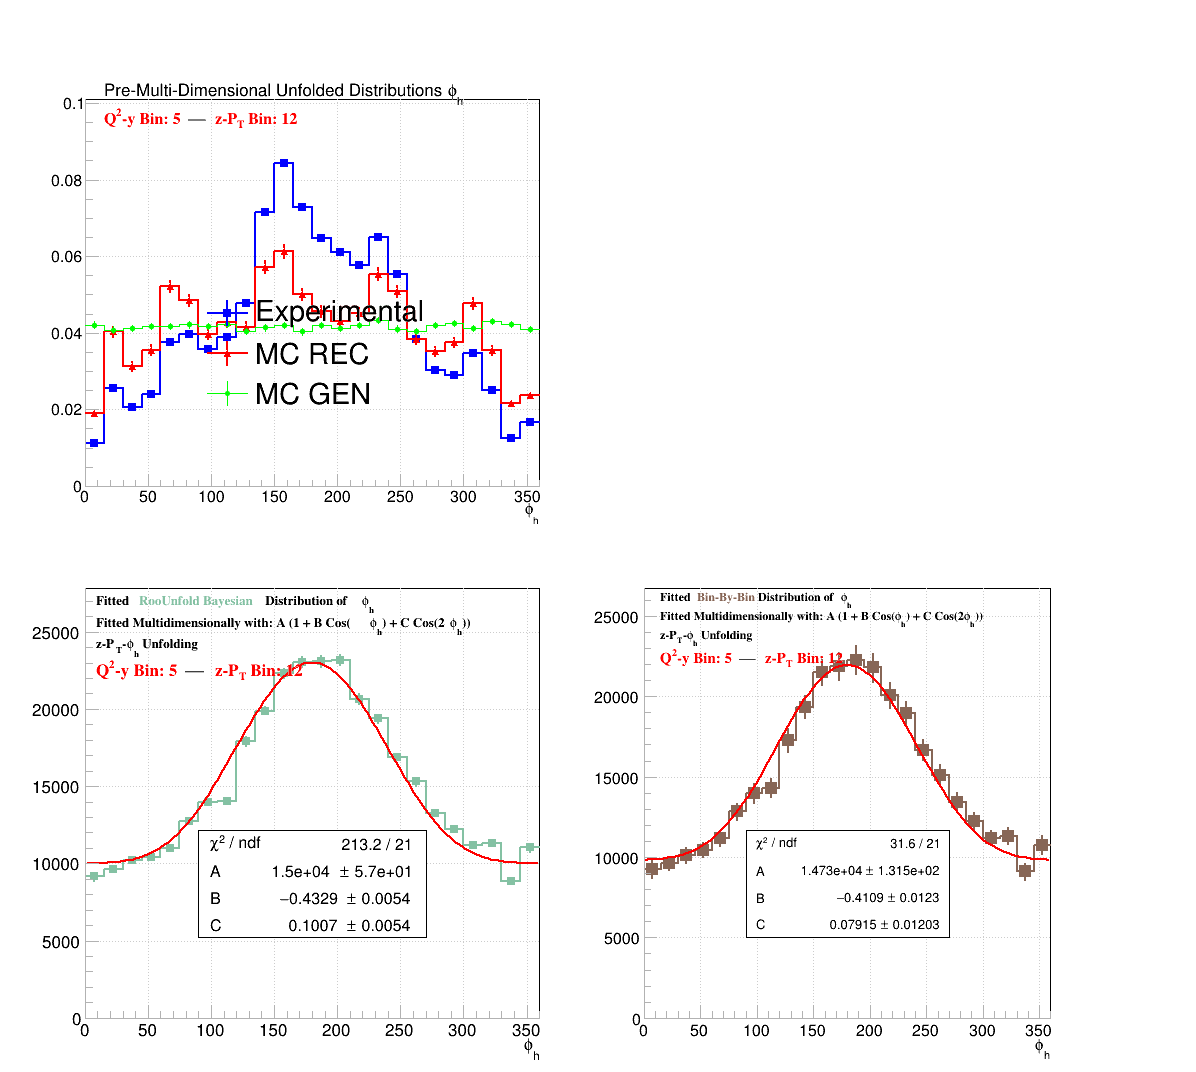 Pre-Multi-Dimensional Unfolded Distributions ϕh
0.1
Q2-y Bin: 5 — z-PT Bin: 12
0.08
0.06
Experimental
0.04
MC REC
MC GEN
0.02
0
0 50 100 150 200 250 300 350
ϕh
Fitted RooUnfold Bayesian Distribution of ϕh
Fitted Multidimensionally with: A (1 + B Cos( ϕh) + C Cos(2 ϕh))
z-PT-ϕh Unfolding
Q2-y Bin: 5 — z-PT Bin: 12
25000
20000
15000
10000
5000
0
χ2 / ndf 213.2 / 21
A 1.5e+04 ± 5.7e+01
B −0.4329 ± 0.0054
C 0.1007 ± 0.0054
0 50 100 150 200 250 300 350
ϕh
Fitted Bin-By-Bin Distribution of ϕh
Fitted Multidimensionally with: A (1 + B Cos(ϕh) + C Cos(2ϕh))
z-PT-ϕh Unfolding
Q2-y Bin: 5 — z-PT Bin: 12
25000
20000
15000
10000
5000
0
χ2 / ndf 31.6 / 21
A 1.473e+04 ± 1.315e+02
B −0.4109 ± 0.0123
C 0.07915 ± 0.01203
0 50 100 150 200 250 300 350
ϕh